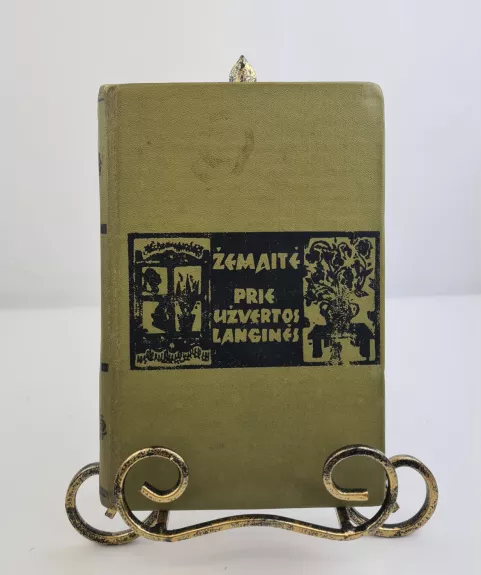 ŽEMAITĖ
PRIE
UŽVERTOS
LANGINĖS